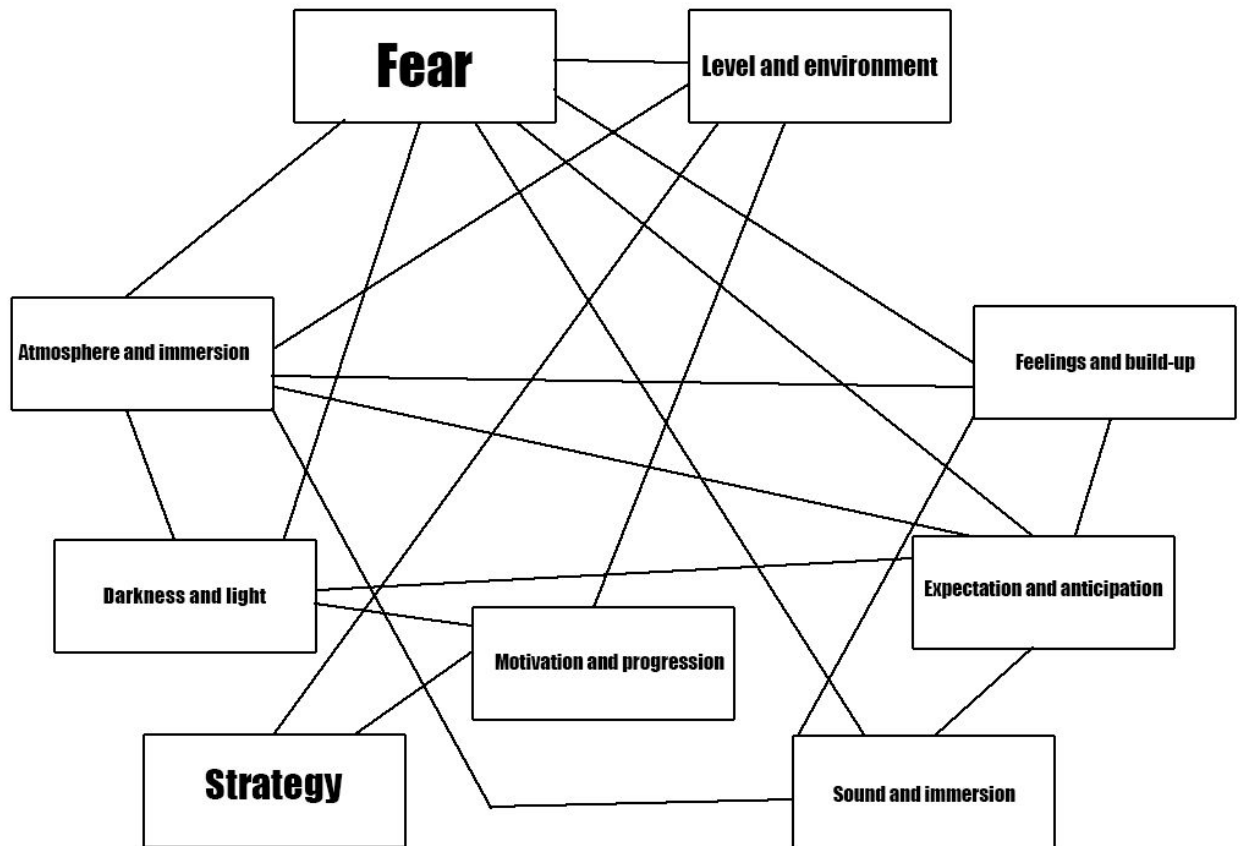 Fear
Level and environment
Atmosphere and immersion
Feelings and build-up
Darkness and light
Expectation and anticipation
Motivation and progression
Strategy
Sound and immersion